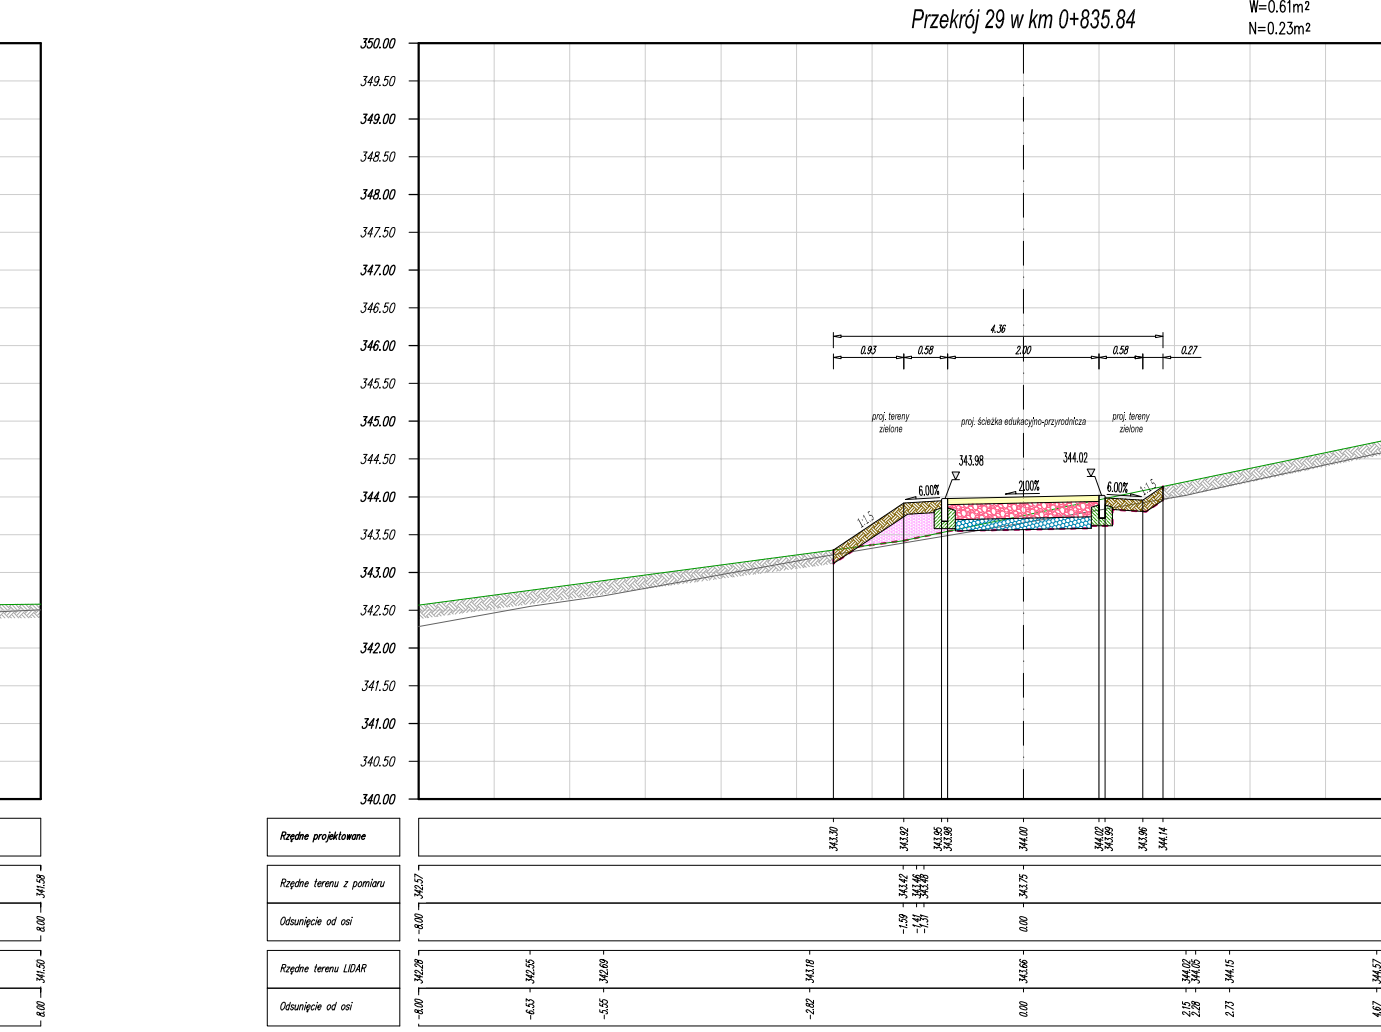 Przekrój 29 w km 0+835.84
W=0.61m²
N=0.23m²
350.00
349.50
349.00
348.50
348.00
347.50
347.00
346.50
346.00
345.50
345.00
344.50
344.00
343.50
343.00
342.50
342.00
341.50
341.00
340.50
340.00
4.36
0.93 0.58 2.00 0.58 0.27
proj. tereny zielone
proj. ścieżka edukacyjno-przyrodnicza
proj. tereny zielone
343.98
344.02
6.00% 2.00% 6.00%
1:1.5
1:1.5
Rzędne projektowane
343.30 343.92 343.95 343.98 344.00 344.02 343.99 343.96 344.14
341.58
Rzędne terenu z pomiaru
342.57 343.42 343.46 343.48 343.75
8.00
Odsunięcie od osi
-8.00 -1.59 -1.41 -1.31 0.00
341.50
Rzędne terenu LIDAR
342.28 342.55 342.69 343.18 343.66 344.02 344.05 344.15 344.57
8.00
Odsunięcie od osi
-8.00 -6.53 -5.55 -2.82 0.00 2.15 2.28 2.73 4.67